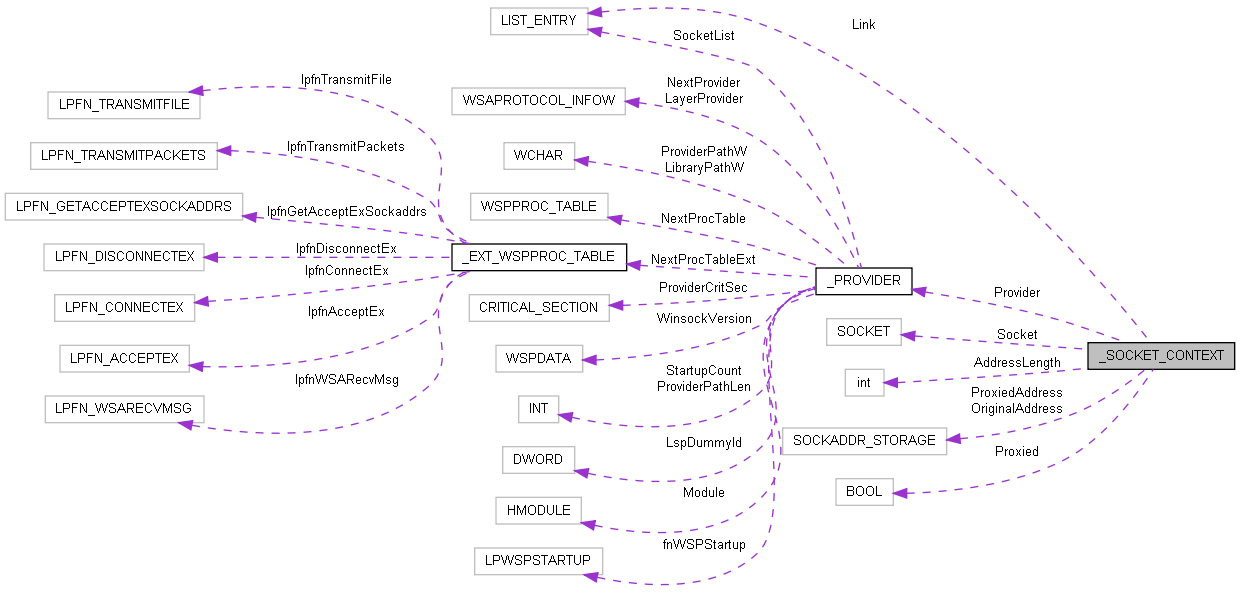 LIST_ENTRY
Link
SocketList
lpfnTransmitFile
NextProvider
LayerProvider
WSAPROTOCOL_INFOW
LPFN_TRANSMITFILE
lpfnTransmitPackets
ProviderPathW
LibraryPathW
WCHAR
LPFN_TRANSMITPACKETS
WSPPROC_TABLE
LPFN_GETACCEPTEXSOCKADDRS
lpfnGetAcceptExSockaddrs
NextProcTable
lpfnDisconnectEx
LPFN_DISCONNECTEX
_EXT_WSPPROC_TABLE
NextProcTableExt
lpfnConnectEx
_PROVIDER
ProviderCritSec
Provider
LPFN_CONNECTEX
CRITICAL_SECTION
lpfnAcceptEx
WinsockVersion
SOCKET
Socket
LPFN_ACCEPTEX
WSPDATA
_SOCKET_CONTEXT
AddressLength
StartupCount
ProviderPathLen
lpfnWSARecvMsg
int
ProxiedAddress
OriginalAddress
LPFN_WSARECVMSG
INT
LspDummyId
SOCKADDR_STORAGE
Proxied
DWORD
Module
BOOL
HMODULE
fnWSPStartup
LPWSPSTARTUP